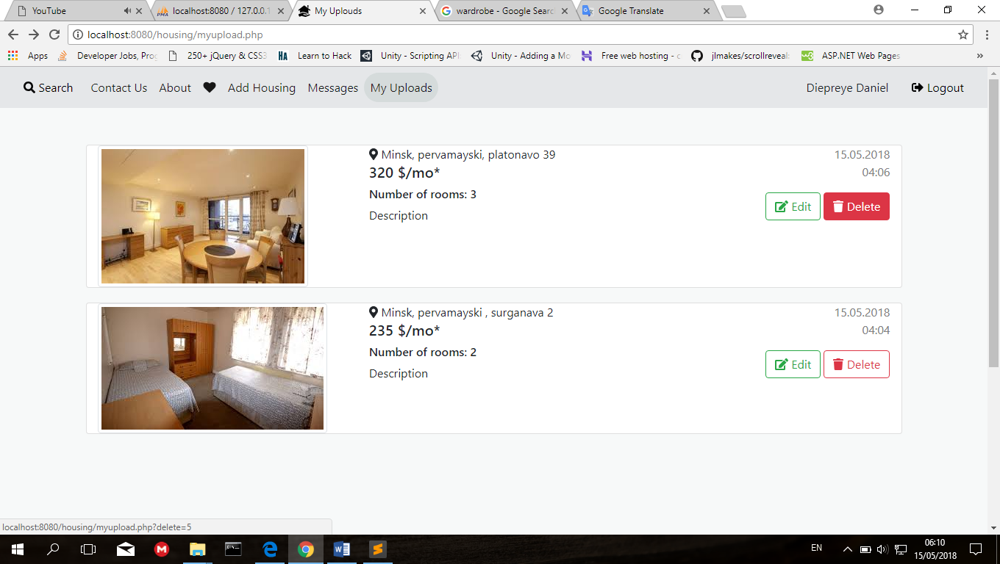 YouTube
localhost:8080 / 127.0.0.1
My Uplouds
wardrobe - Google Searc
Google Translate
localhost:8080/housing/myupload.php
Apps
Developer Jobs, Prog
250+ jQuery & CSS3
Learn to Hack
Unity - Scripting API
Unity - Adding a Mo
Free web hosting - c
jlmakes/scrollreveal:
ASP.NET Web Pages
»
Search
Contact Us
About
Add Housing
Messages
My Uploads
Diepreye Daniel
Logout
Minsk, pervamayski, platonavo 39
15.05.2018
320 $/mo*
04:06
Number of rooms: 3
Edit
Delete
Description
Minsk, pervamayski , surganava 2
15.05.2018
235 $/mo*
04:04
Number of rooms: 2
Edit
Delete
Description
localhost:8080/housing/myupload.php?delete=5
EN
06:10
15/05/2018